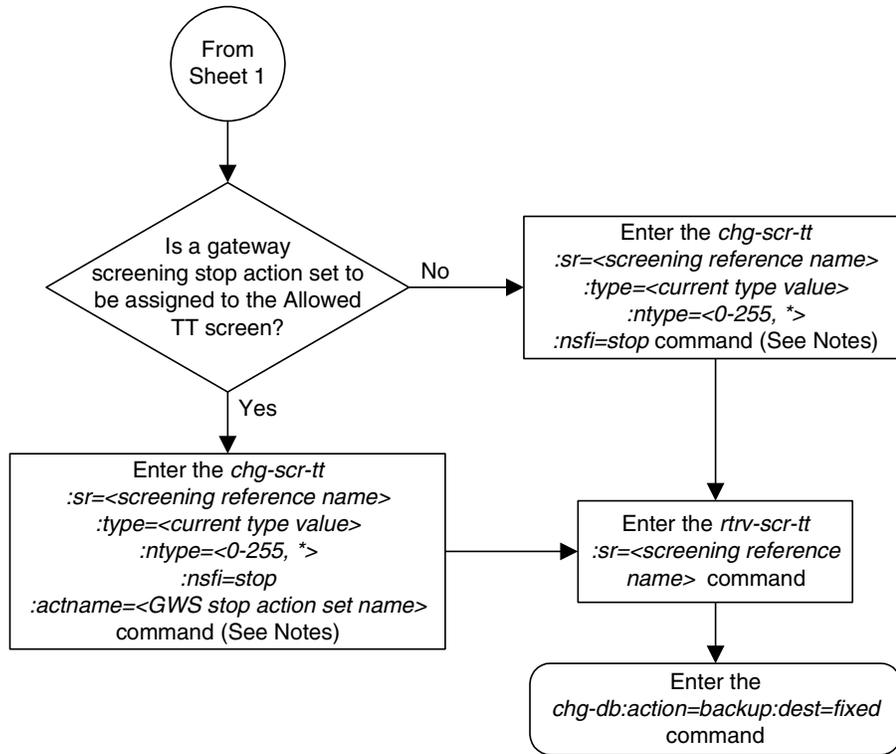 From
Sheet 1
Is a gateway
screening stop action set to
be assigned to the Allowed
TT screen?
No
Enter the chg-scr-tt
:sr=<screening reference name>
:type=<current type value>
:ntype=<0-255, *>
:nsfi=stop command (See Notes)
Yes
Enter the chg-scr-tt
:sr=<screening reference name>
:type=<current type value>
:ntype=<0-255, *>
:nsfi=stop
:actname=<GWS stop action set name>
command (See Notes)
Enter the rtrv-scr-tt
:sr=<screening reference
name> command
Enter the
chg-db:action=backup:dest=fixed
command